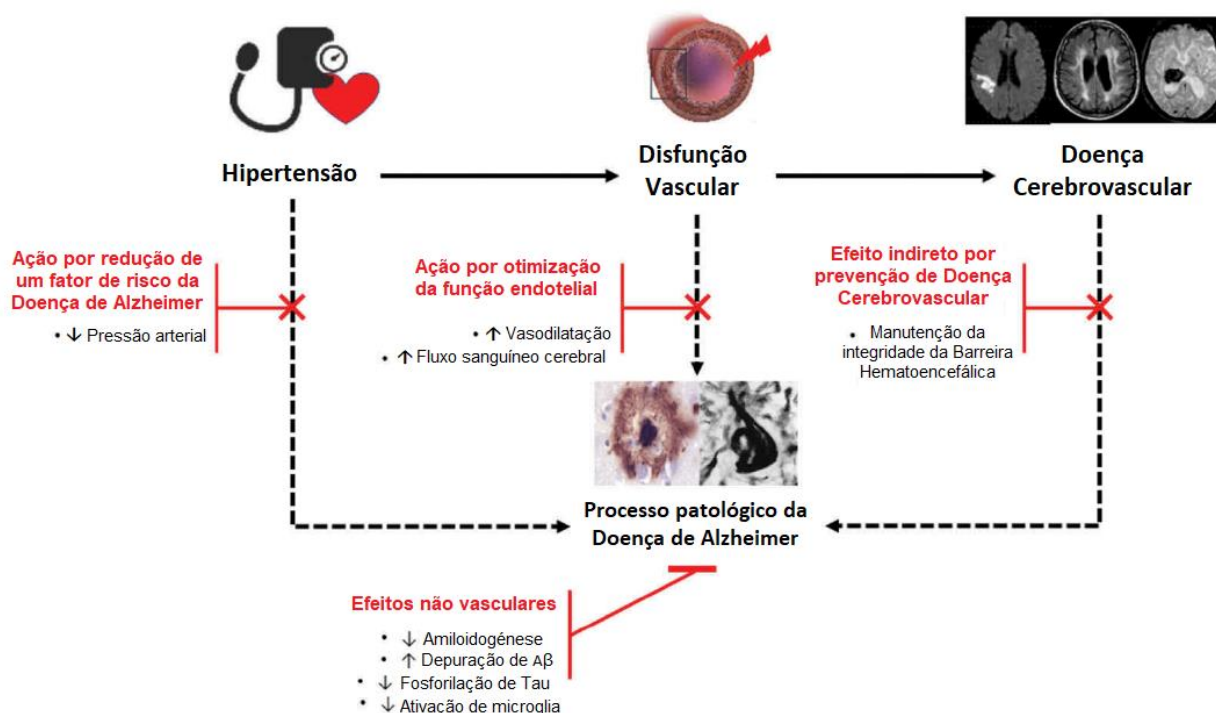 Hipertensão
Disfunção
Vascular
Doença
Cerebrovascular
Ação por redução de
um fator de risco da
Doença de Alzheimer
• ↓ Pressão arterial
Ação por otimização
da função endotelial
• ↑ Vasodilatação
• ↑ Fluxo sanguíneo cerebral
Efeito indireto por
prevenção de Doença
Cerebrovascular
• Manutenção da
integridade da Barreira
Hematoencefálica
Processo patológico da
Doença de Alzheimer
Efeitos não vasculares
• ↓ Amiloidogénese
• ↑ Depuração de Aβ
• ↓ Fosforilação de Tau
• ↓ Ativação de microglia